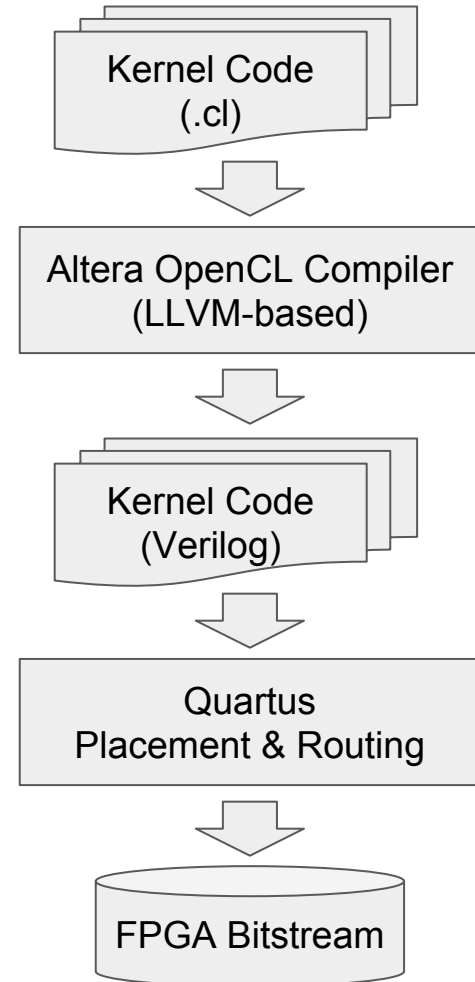 Kernel Code
(.cl)
Altera OpenCL Compiler
(LLVM-based)
Kernel Code
(Verilog)
Quartus
Placement & Routing
FPGA Bitstream